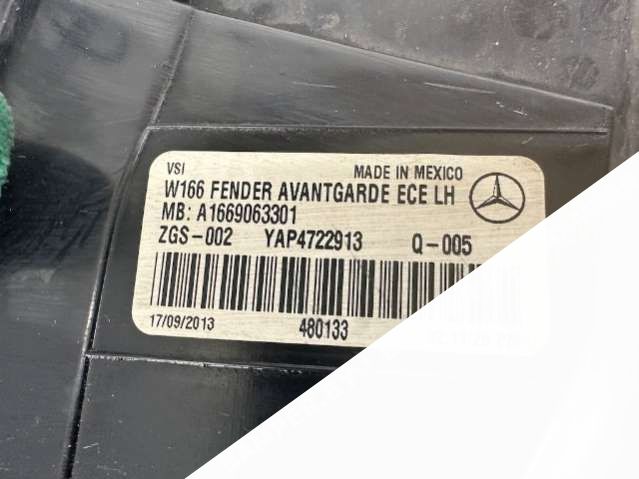 VSI MADE IN MEXICO
W166 FENDER AVANTGARDE ECE LH
MB: A1669063301
ZGS-002 YAP4722913 Q-005
17/09/2013 480133